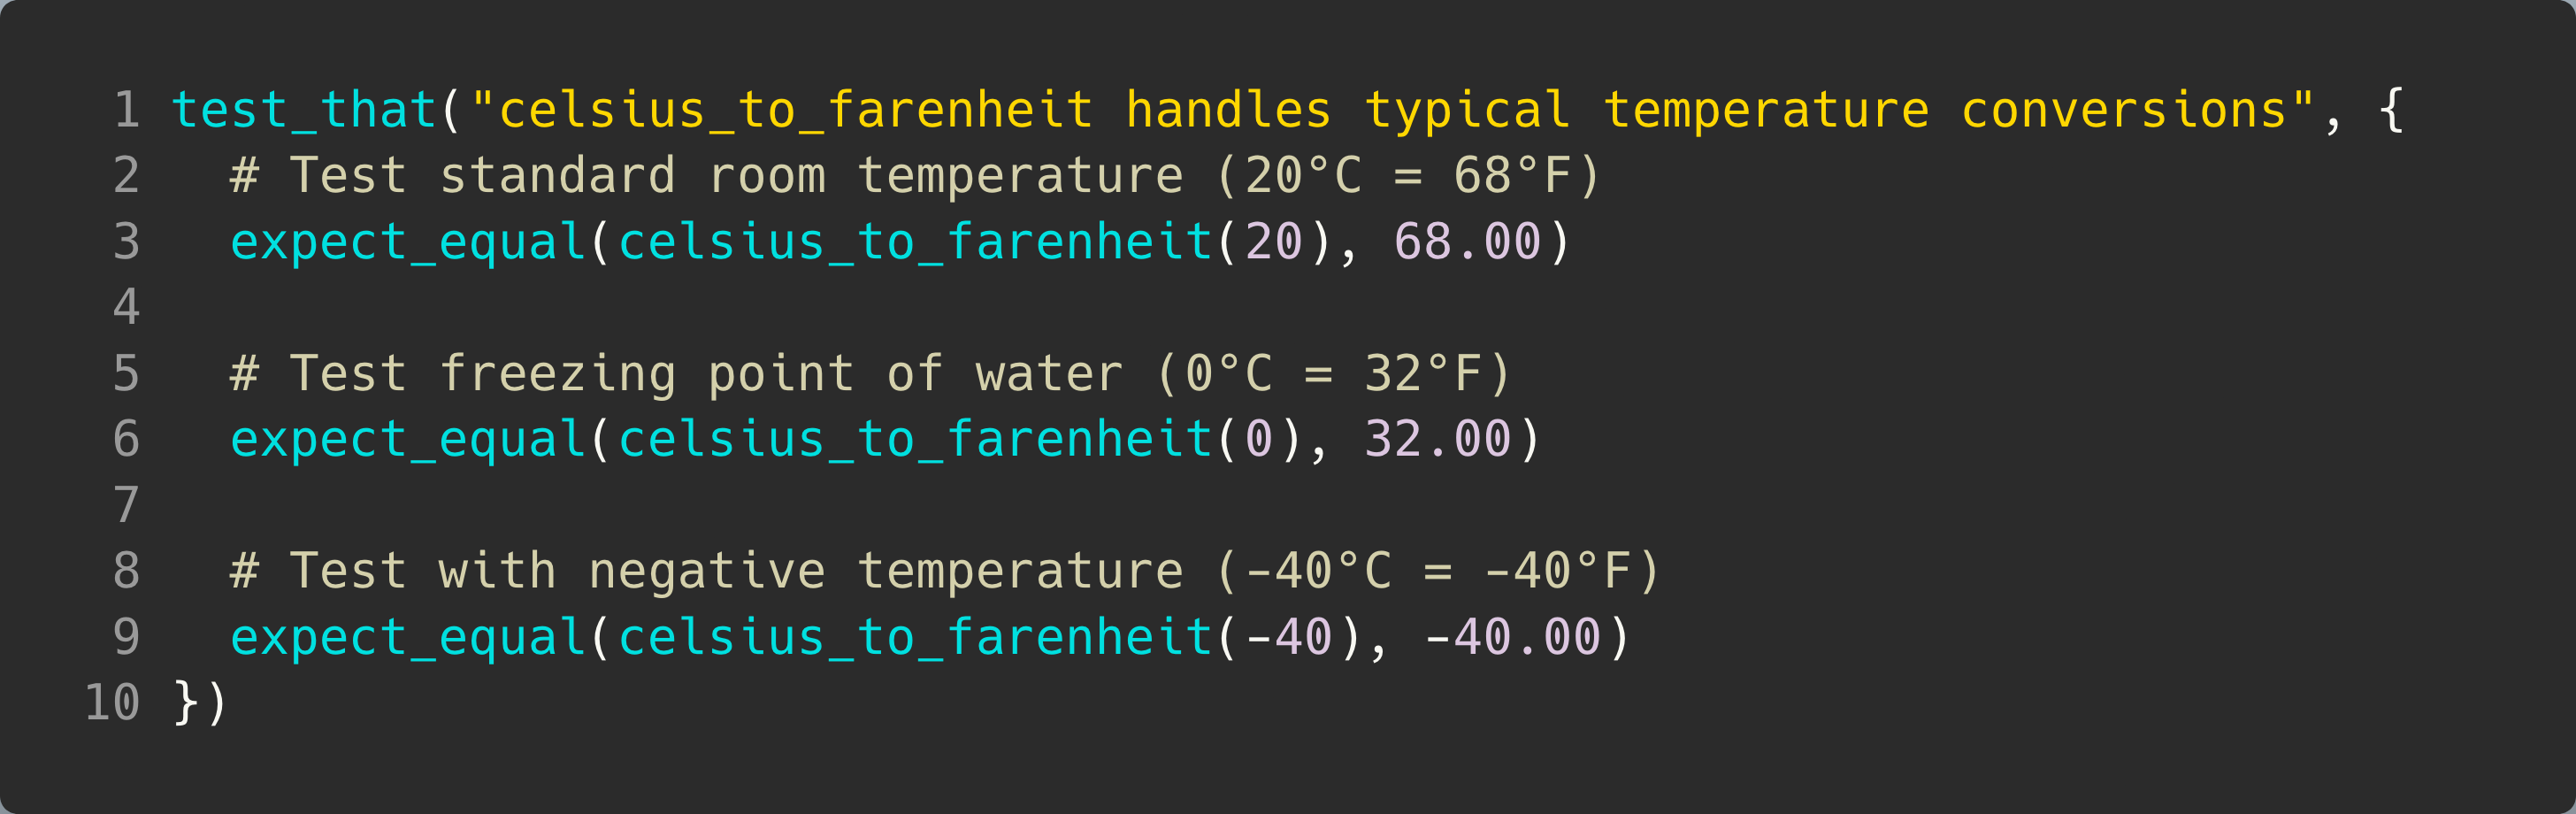 1 test_that("celsius_to_farenheit handles typical temperature conversions", {
2   # Test standard room temperature (20°C = 68°F)
3   expect_equal(celsius_to_farenheit(20), 68.00)
4
5   # Test freezing point of water (0°C = 32°F)
6   expect_equal(celsius_to_farenheit(0), 32.00)
7
8   # Test with negative temperature (-40°C = -40°F)
9   expect_equal(celsius_to_farenheit(-40), -40.00)
10 })